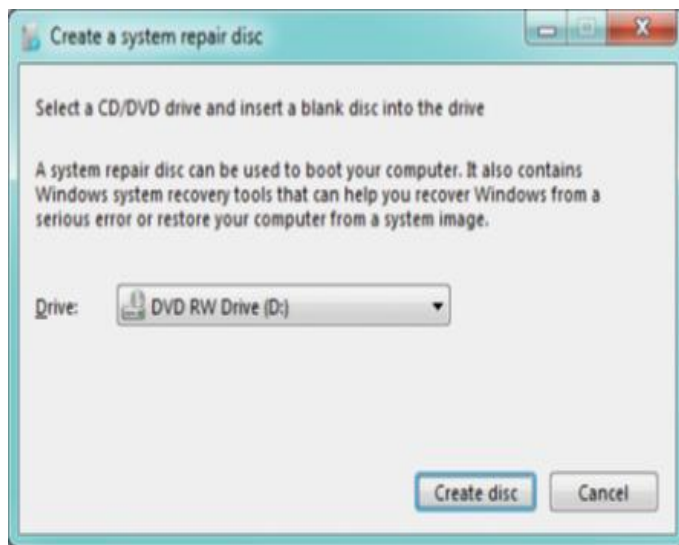 Create a system repair disc
Select a CD/DVD drive and insert a blank disc into the drive
A system repair disc can be used to boot your computer. It also contains
Windows system recovery tools that can help you recover Windows from a
serious error or restore your computer from a system image.
Drive: DVD RW Drive (D:)
Create disc Cancel